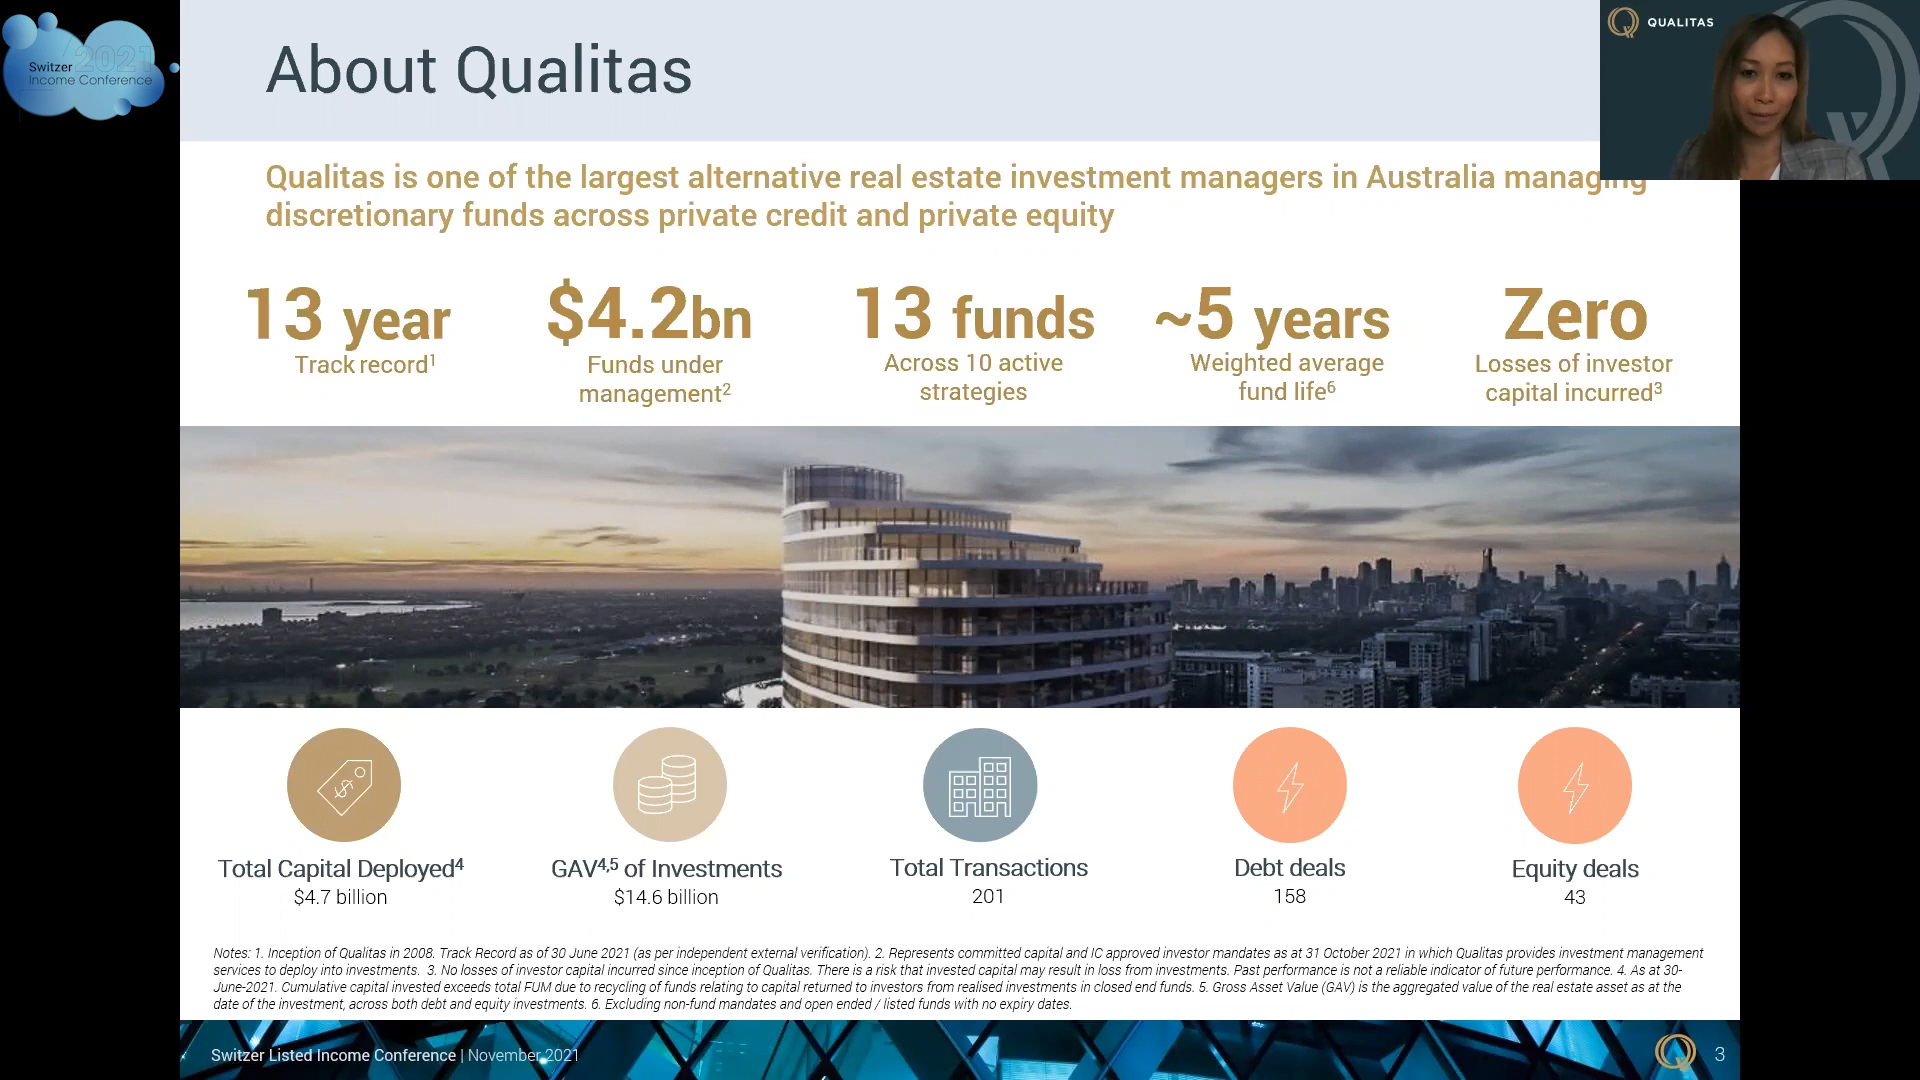 2021
Switzer
Income Conference
About Qualitas
QUALITAS
Qualitas is one of the largest alternative real estate investment managers in Australia managing
discretionary funds across private credit and private equity
13 year
Track record¹
$4.2bn
Funds under
management²
13 funds
Across 10 active
strategies
~5 years
Weighted average
fund life⁶
Zero
Losses of investor
capital incurred³
Total Capital Deployed⁴
$4.7 billion
GAV⁴,⁵ of Investments
$14.6 billion
Total Transactions
201
Debt deals
158
Equity deals
43
Notes: 1. Inception of Qualitas in 2008. Track Record as of 30 June 2021 (as per independent external verification). 2. Represents committed capital and IC approved investor mandates as at 31 October 2021 in which Qualitas provides investment management
services to deploy into investments. 3. No losses of investor capital incurred since inception of Qualitas. There is a risk that invested capital may result in loss from investments. Past performance is not a reliable indicator of future performance. 4. As at 30-
June-2021. Cumulative capital invested exceeds total FUM due to recycling of funds relating to capital returned to investors from realised investments in closed end funds. 5. Gross Asset Value (GAV) is the aggregated value of the real estate asset as at the
date of the investment, across both debt and equity investments. 6. Excluding non-fund mandates and open ended / listed funds with no expiry dates.
Switzer Listed Income Conference | November 2021
3